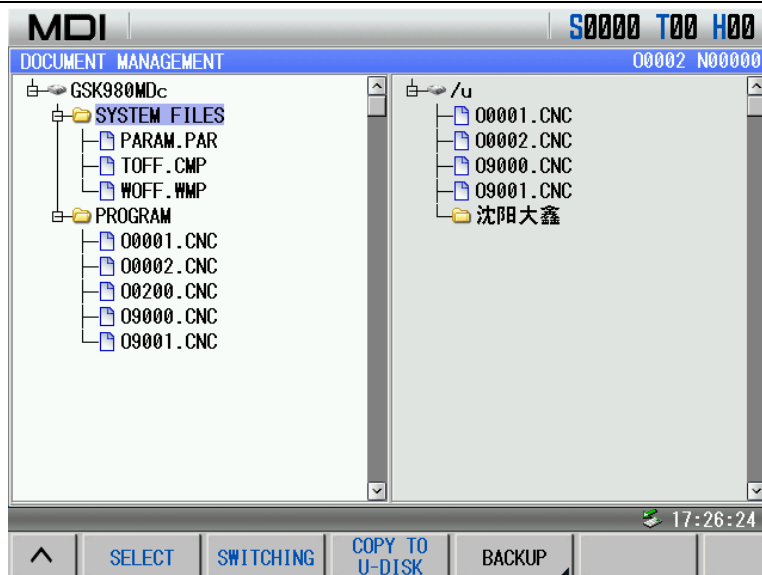 MDI
S0000 T00 H00
DOCUMENT MANAGEMENT
O0002 N00000
GSK980MDc
SYSTEM FILES
PARAM.PAR
TOFF.CMP
WOFF.WMP
PROGRAM
O0001.CNC
O0002.CNC
O0200.CNC
O9000.CNC
O9001.CNC
/u
O0001.CNC
O0002.CNC
O9000.CNC
O9001.CNC
沈阳大鑫
17:26:24
SELECT
SWITCHING
COPY TO
U-DISK
BACKUP